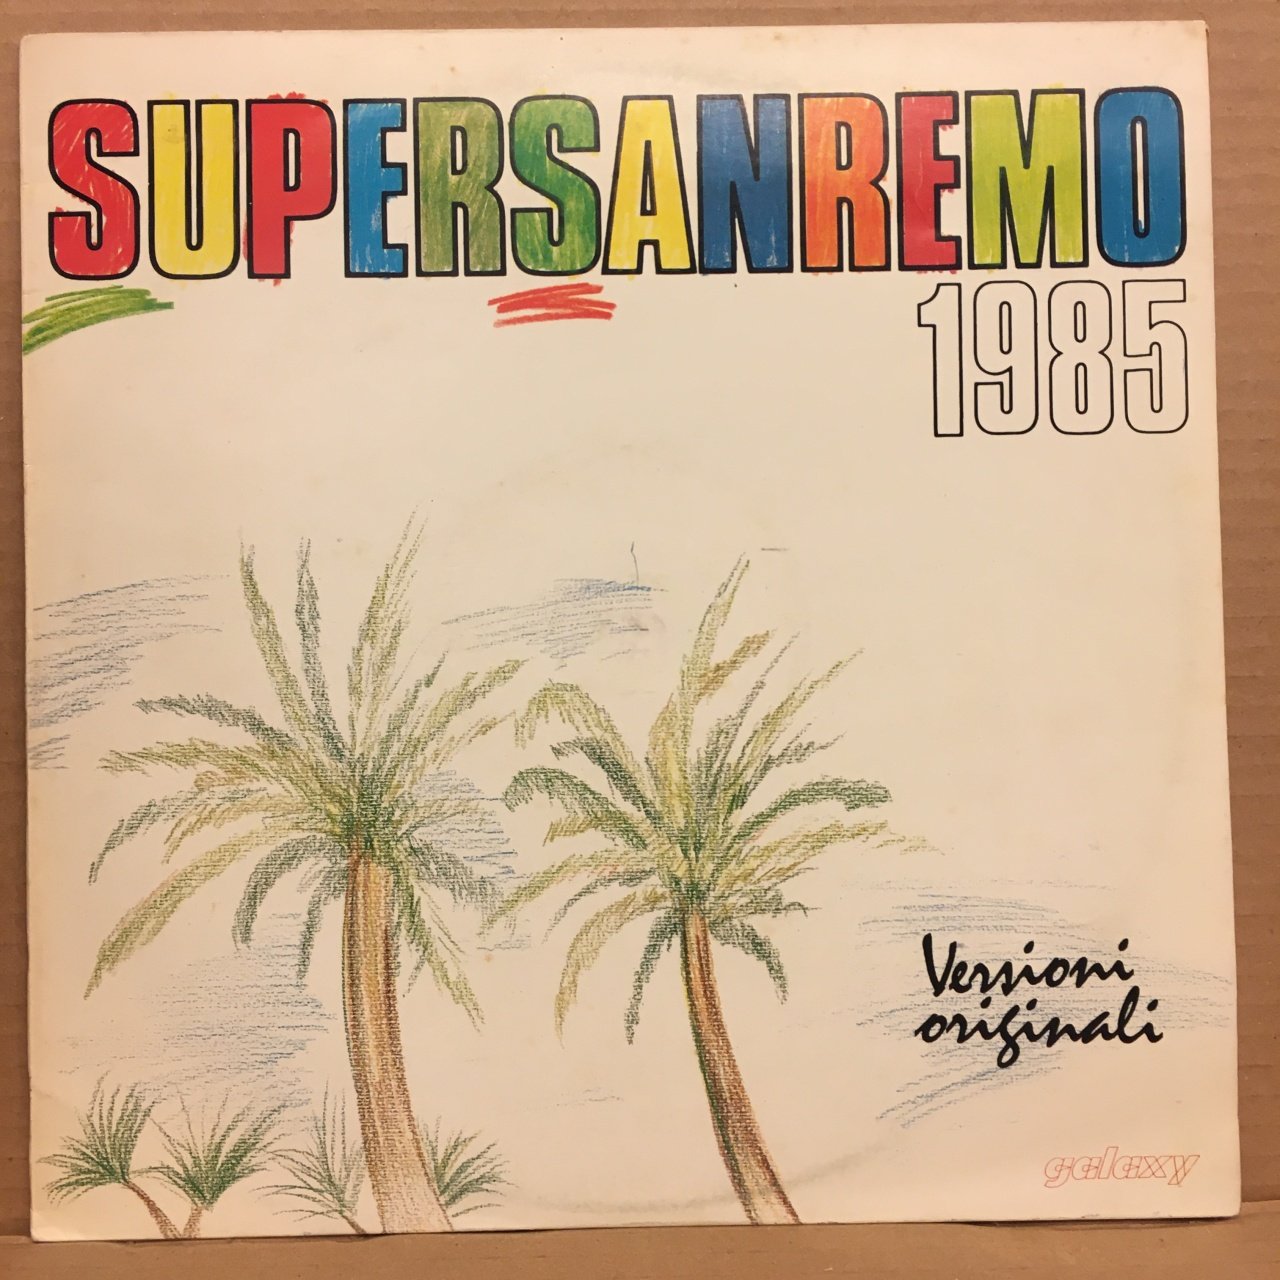 SUPERSANREMO
1985
Versioni
originali
galaxy